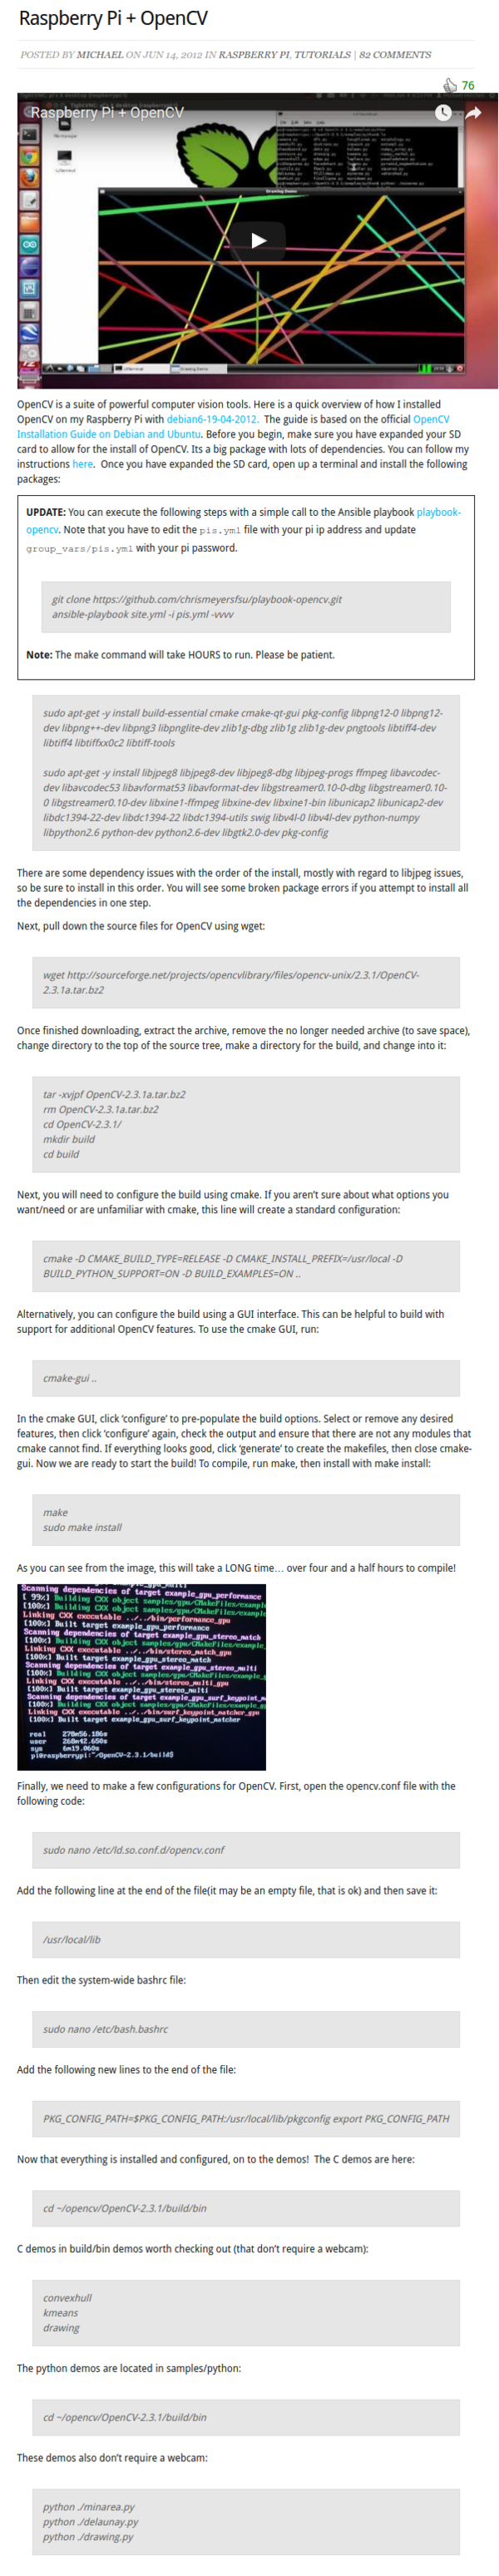 Raspberry Pi + OpenCV
POSTED BY MICHAEL ON JUN 14, 2012 IN RASPBERRY PI, TUTORIALS | 82 COMMENTS
76
Raspberry Pi + OpenCV
OpenCV is a suite of powerful computer vision tools. Here is a quick overview of how I installed
OpenCV on my Raspberry Pi with debian6-19-04-2012. The guide is based on the official OpenCV
Installation Guide on Debian and Ubuntu. Before you begin, make sure you have expanded your SD
card to allow for the install of OpenCV. Its a big package with lots of dependencies. You can follow my
instructions here. Once you have expanded the SD card, open up a terminal and install the following
packages:
UPDATE: You can execute the following steps with a simple call to the Ansible playbook playbook-
opencv. Note that you have to edit the pis.yml file with your pi ip address and update
group_vars/pis.yml with your pi password.
git clone https://github.com/chrismeyersfsu/playbook-opencv.git
ansible-playbook site.yml -i pis.yml -vvvv
Note: The make command will take HOURS to run. Please be patient.
sudo apt-get -y install build-essential cmake cmake-qt-gui pkg-config libpng12-0 libpng12-
dev libpng++-dev libpng3 libpnglite-dev zlib1g-dbg zlib1g zlib1g-dev pngtools libtiff4-dev
libtiff4 libtiffxx0c2 libtiff-tools
sudo apt-get -y install libjpeg8 libjpeg8-dev libjpeg8-dbg libjpeg-progs ffmpeg libavcodec-
dev libavcodec53 libavformat53 libavformat-dev libgstreamer0.10-0-dbg libgstreamer0.10-
0 libgstreamer0.10-dev libxine1-ffmpeg libxine-dev libxine1-bin libunicap2 libunicap2-dev
libdc1394-22-dev libdc1394-22 libdc1394-utils swig libv4l-0 libv4l-dev python-numpy
libpython2.6 python-dev python2.6-dev libgtk2.0-dev pkg-config
There are some dependency issues with the order of the install, mostly with regard to libjpeg issues,
so be sure to install in this order. You will see some broken package errors if you attempt to install all
the dependencies in one step.
Next, pull down the source files for OpenCV using wget:
wget http://sourceforge.net/projects/opencvlibrary/files/opencv-unix/2.3.1/OpenCV-
2.3.1a.tar.bz2
Once finished downloading, extract the archive, remove the no longer needed archive (to save space),
change directory to the top of the source tree, make a directory for the build, and change into it:
tar -xvjpf OpenCV-2.3.1a.tar.bz2
rm OpenCV-2.3.1a.tar.bz2
cd OpenCV-2.3.1/
mkdir build
cd build
Next, you will need to configure the build using cmake. If you aren't sure about what options you
want/need or are unfamiliar with cmake, this line will create a standard configuration:
cmake -D CMAKE_BUILD_TYPE=RELEASE -D CMAKE_INSTALL_PREFIX=/usr/local -D
BUILD_PYTHON_SUPPORT=ON -D BUILD_EXAMPLES=ON ..
Alternatively, you can configure the build using a GUI interface. This can be helpful to build with
support for additional OpenCV features. To use the cmake GUI, run:
cmake-gui ..
In the cmake GUI, click ‘configure’ to pre-populate the build options. Select or remove any desired
features, then click ‘configure’ again, check the output and ensure that there are not any modules that
cmake cannot find. If everything looks good, click ‘generate’ to create the makefiles, then close cmake-
gui. Now we are ready to start the build! To compile, run make, then install with make install:
make
sudo make install
As you can see from the image, this will take a LONG time… over four and a half hours to compile!
Scanning dependencies of target example_gpu_performance
[ 99%] Building CXX object samples/gpu/CMakeFiles/exampl
[100%] Building CXX object samples/gpu/CMakeFiles/exampl
Linking CXX executable ../../bin/performance_gpu
[100%] Built target example_gpu_performance
Scanning dependencies of target example_gpu_stereo_match
[100%] Building CXX object samples/gpu/CMakeFiles/example_
Linking CXX executable ../../bin/stereo_match_gpu
[100%] Built target example_gpu_stereo_match
Scanning dependencies of target example_gpu_stereo_multi
[100%] Building CXX object samples/gpu/CMakeFiles/example
Linking CXX executable ../../bin/stereo_multi_gpu
[100%] Built target example_gpu_stereo_multi
Scanning dependencies of target example_gpu_surf_keypoint_m
[100%] Building CXX object samples/gpu/CMakeFiles/example_g
Linking CXX executable ../../bin/surf_keypoint_matcher_gpu
[100%] Built target example_gpu_surf_keypoint_matcher
real 278m56.186s
user 268m42.650s
sys 6m19.060s
pi@raspberrypi:~/OpenCV-2.3.1/build$
Finally, we need to make a few configurations for OpenCV. First, open the opencv.conf file with the
following code:
sudo nano /etc/ld.so.conf.d/opencv.conf
Add the following line at the end of the file(it may be an empty file, that is ok) and then save it:
/usr/local/lib
Then edit the system-wide bashrc file:
sudo nano /etc/bash.bashrc
Add the following new lines to the end of the file:
PKG_CONFIG_PATH=$PKG_CONFIG_PATH:/usr/local/lib/pkgconfig export PKG_CONFIG_PATH
Now that everything is installed and configured, on to the demos! The C demos are here:
cd ~/opencv/OpenCV-2.3.1/build/bin
C demos in build/bin demos worth checking out (that don't require a webcam):
convexhull
kmeans
drawing
The python demos are located in samples/python:
cd ~/opencv/OpenCV-2.3.1/build/bin
These demos also don't require a webcam:
python ./minarea.py
python ./delaunay.py
python ./drawing.py